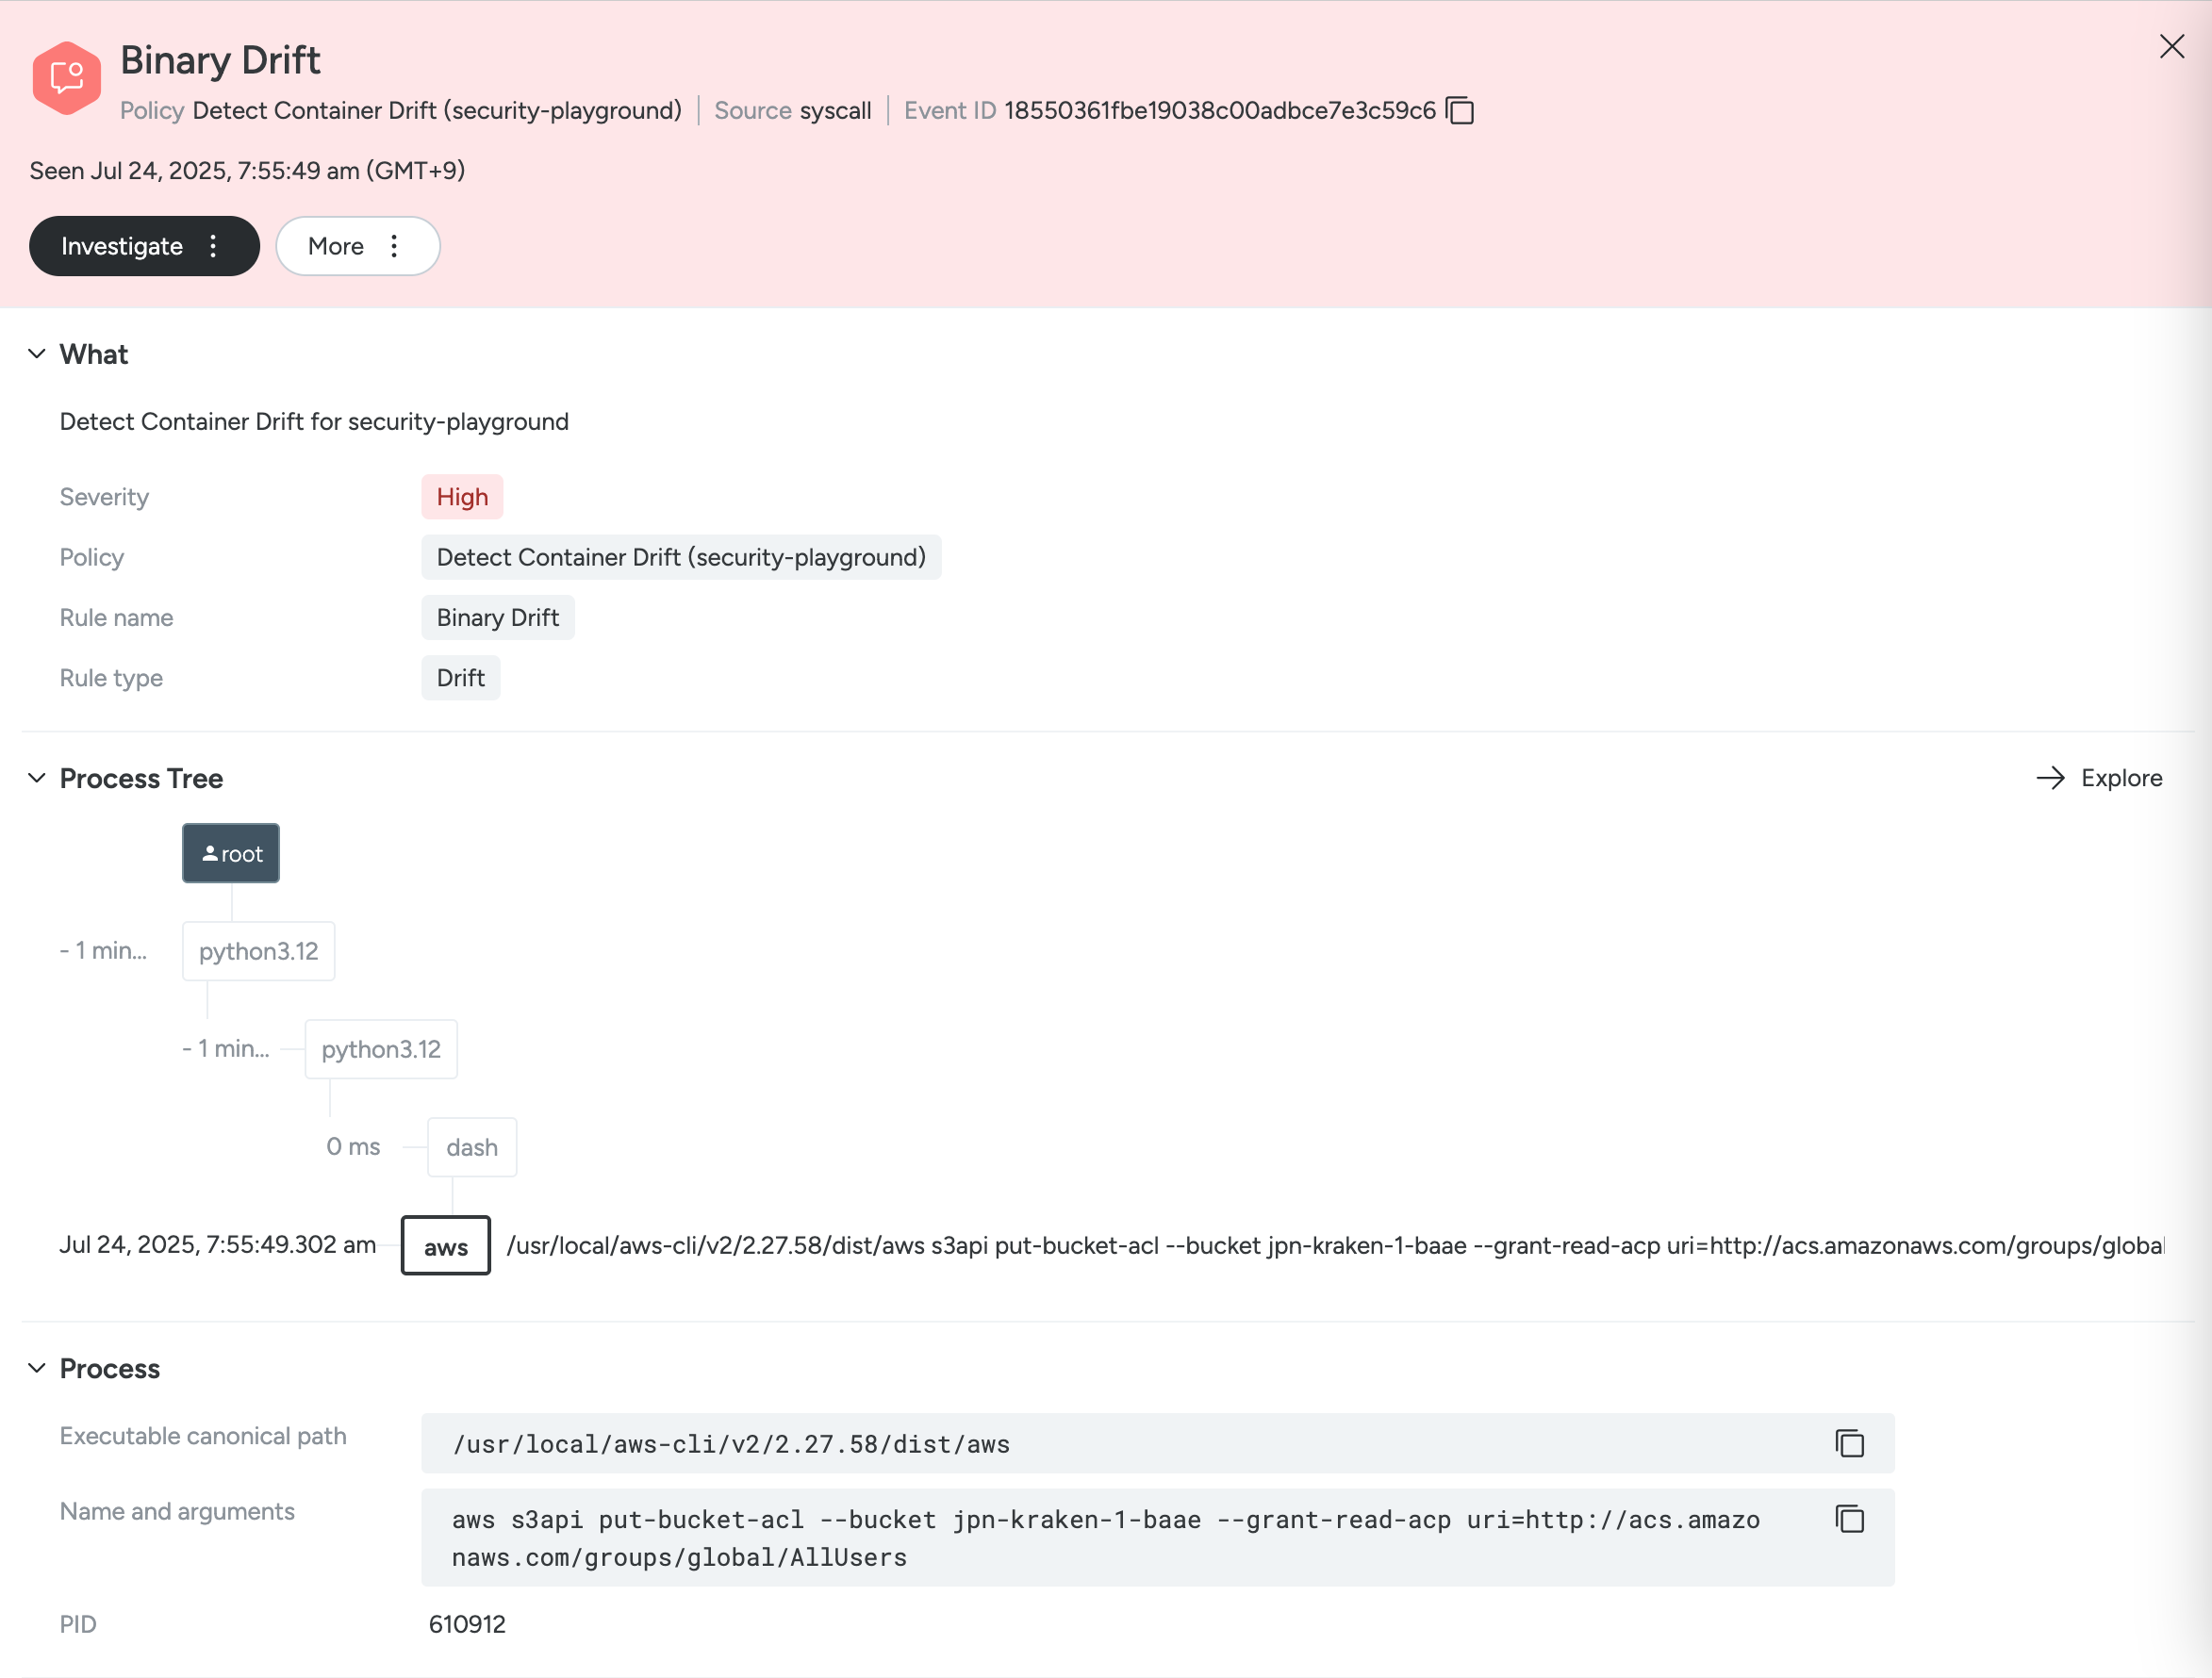 Binary Drift
Policy Detect Container Drift (security-playground) Source syscall Event ID 18550361fbe19038c00adbce7e3c59c6
Seen Jul 24, 2025, 7:55:49 am (GMT+9)
Investigate More
What
Detect Container Drift for security-playground
Severity High
Policy Detect Container Drift (security-playground)
Rule name Binary Drift
Rule type Drift
Process Tree Explore
root
- 1 min... python3.12
- 1 min... python3.12
0 ms dash
Jul 24, 2025, 7:55:49.302 am aws /usr/local/aws-cli/v2/2.27.58/dist/aws s3api put-bucket-acl --bucket jpn-kraken-1-baae --grant-read-acp uri=http://acs.amazonaws.com/groups/global
Process
Executable canonical path /usr/local/aws-cli/v2/2.27.58/dist/aws
Name and arguments aws s3api put-bucket-acl --bucket jpn-kraken-1-baae --grant-read-acp uri=http://acs.amazo
naws.com/groups/global/AllUsers
PID 610912